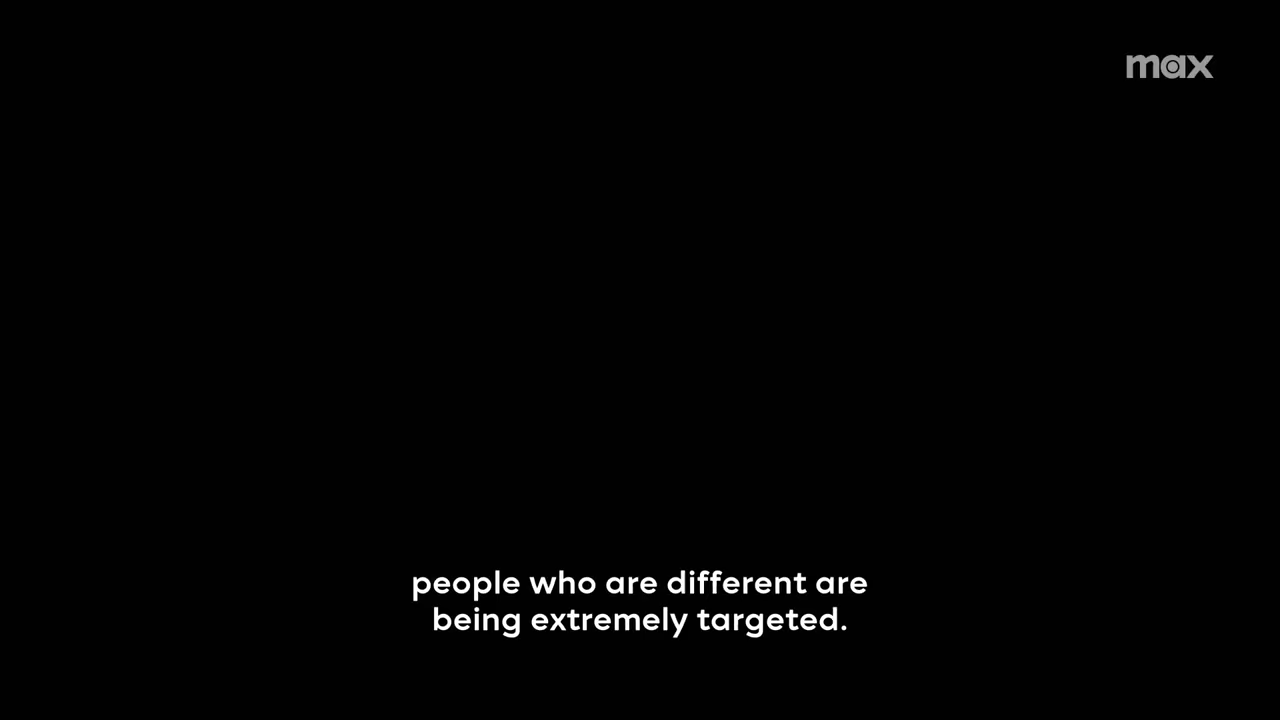 max
people who are different are
being extremely targeted.